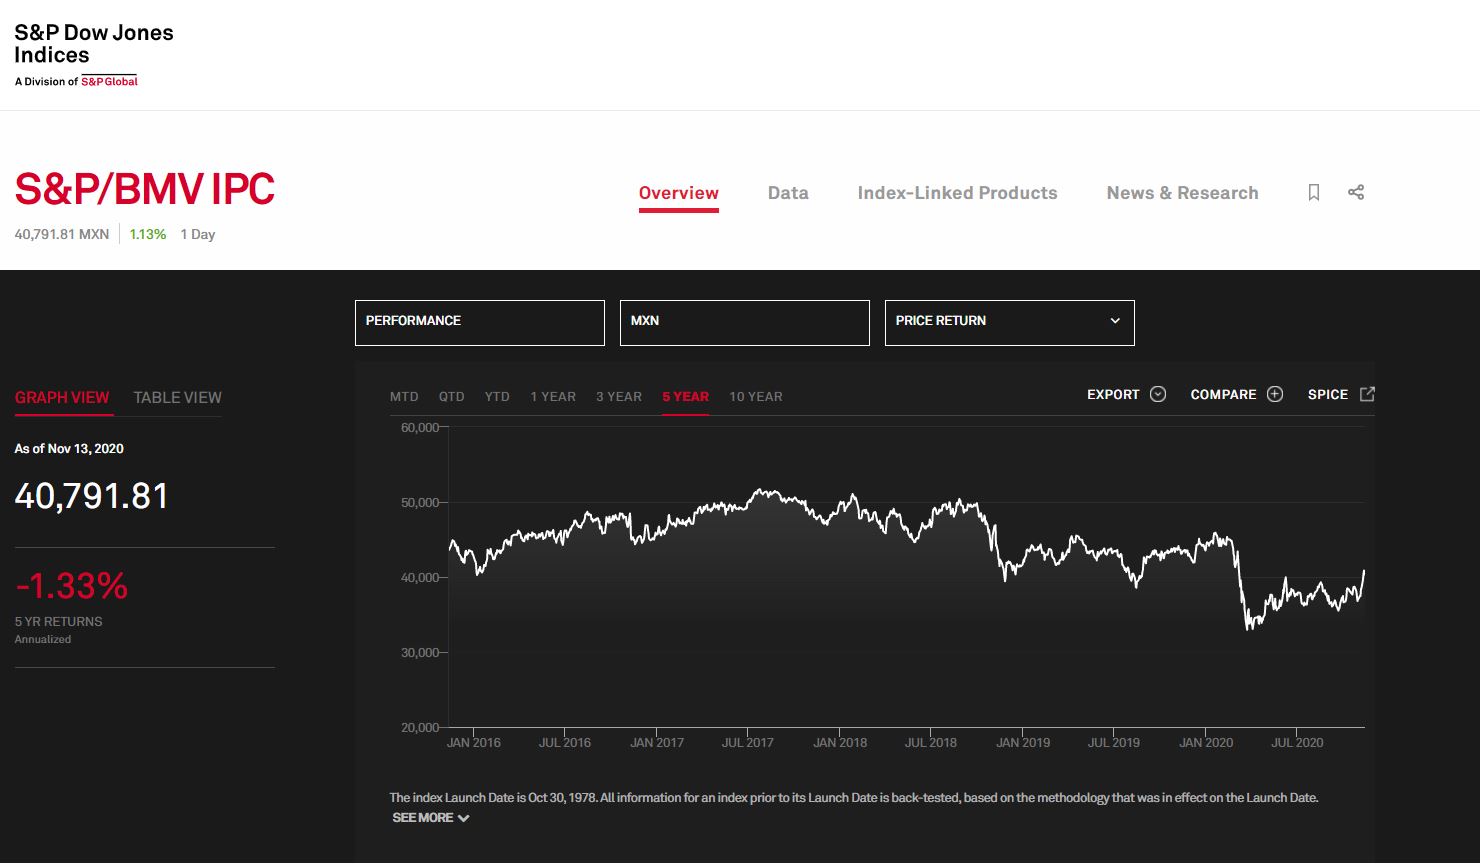 S&P Dow Jones
Indices
A Division of S&P Global
S&P/BMV IPC
Overview Data Index-Linked Products News & Research
40,791.81 MXN 1.13% 1 Day
PERFORMANCE MXN PRICE RETURN
GRAPH VIEW TABLE VIEW
MTD QTD YTD 1 YEAR 3 YEAR 5 YEAR 10 YEAR
EXPORT COMPARE SPICE
As of Nov 13, 2020
40,791.81
-1.33%
5 YR RETURNS
Annualized
60,000
50,000
40,000
30,000
20,000
JAN 2016 JUL 2016 JAN 2017 JUL 2017 JAN 2018 JUL 2018 JAN 2019 JUL 2019 JAN 2020 JUL 2020
The index Launch Date is Oct 30, 1978. All information for an index prior to its Launch Date is back-tested, based on the methodology that was in effect on the Launch Date.
SEE MORE